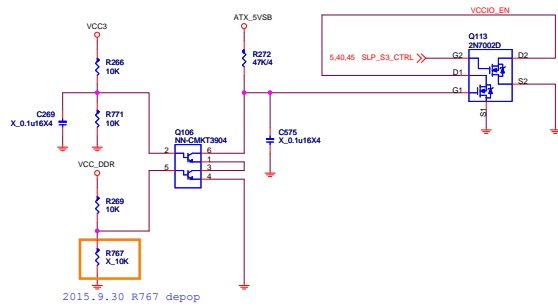 VCCIO_EN
VCC3
ATX_5VSB
Q113
2N7002D
R266
10K
R272
47K/4
5,40,45 SLP_S3_CTRL
G2
D2
D1
S2
G1
S1
C269
X_0.1u16X4
R771
10K
Q106
NN-CMKT3904
C575
X_0.1u16X4
2
6
1
5
3
4
VCC_DDR
R269
10K
R767
X_10K
2015.9.30 R767 depop